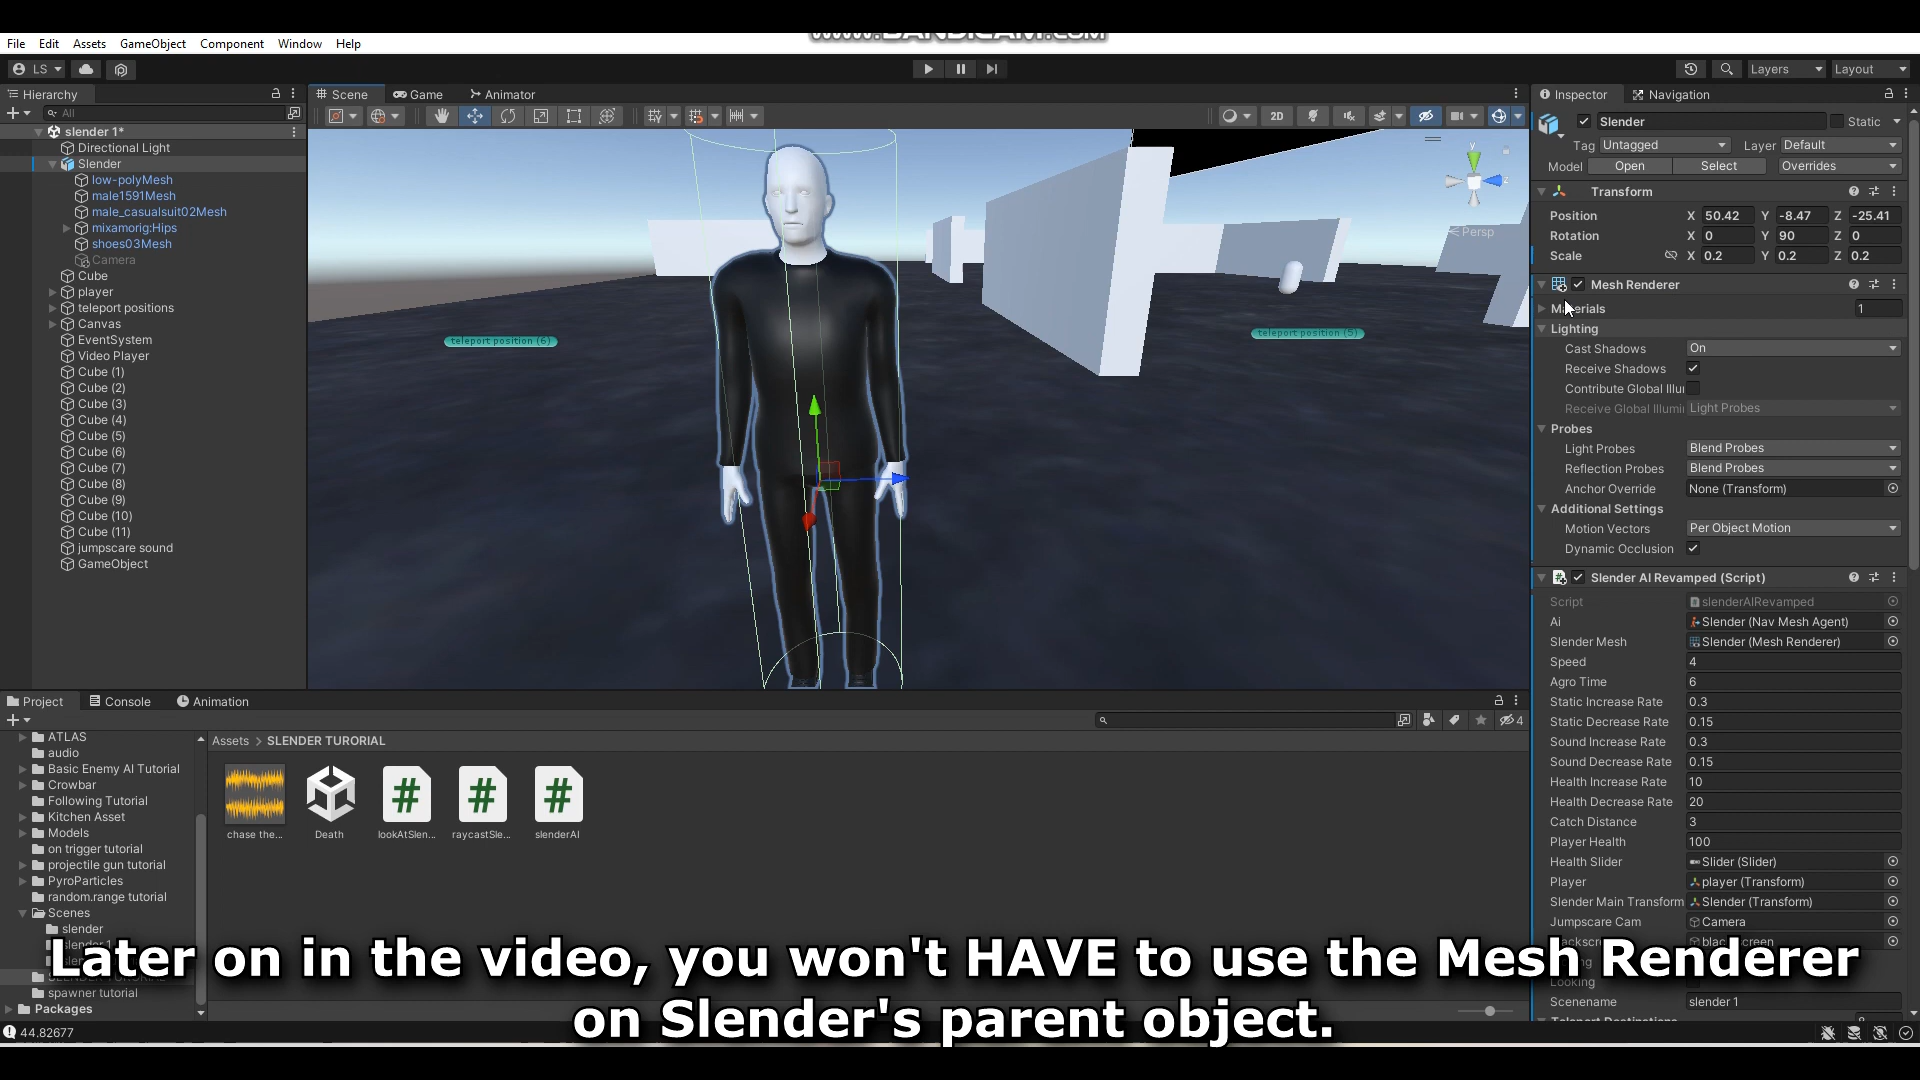 File Edit Assets GameObject Component Window Help
LS
Layers
Layout
Hierarchy
All
slender 1*
Directional Light
Slender
low-polyMesh
male1591Mesh
male_casualsuit02Mesh
mixamorig:Hips
shoes03Mesh
Camera
Cube
player
teleport positions
Canvas
EventSystem
Video Player
Cube (1)
Cube (2)
Cube (3)
Cube (4)
Cube (5)
Cube (6)
Cube (7)
Cube (8)
Cube (9)
Cube (10)
Cube (11)
jumpscare sound
GameObject
Scene Game Animator
2D
y
Persp
teleport position (6)
teleport position (5)
Inspector Navigation
Slender Static
Tag Untagged Layer Default
Model Open Select Overrides
Transform
Position X 50.42 Y -8.47 Z -25.41
Rotation X 0 Y 90 Z 0
Scale X 0.2 Y 0.2 Z 0.2
Mesh Renderer
Materials 1
Lighting
Cast Shadows On
Receive Shadows
Contribute Global Illu
Receive Global Illumi Light Probes
Probes
Light Probes Blend Probes
Reflection Probes Blend Probes
Anchor Override None (Transform)
Additional Settings
Motion Vectors Per Object Motion
Dynamic Occlusion
Slender AI Revamped (Script)
Script slenderAIRevamped
Ai Slender (Nav Mesh Agent)
Slender Mesh Slender (Mesh Renderer)
Speed 4
Agro Time 6
Static Increase Rate 0.3
Static Decrease Rate 0.15
Sound Increase Rate 0.3
Sound Decrease Rate 0.15
Health Increase Rate 10
Health Decrease Rate 20
Catch Distance 3
Player Health 100
Health Slider Slider (Slider)
Player player (Transform)
Slender Main Transform Slender (Transform)
Jumpscare Cam Camera
Looking
Scenename slender 1
Project Console Animation
4
ATLAS
audio
Basic Enemy AI Tutorial
Crowbar
Following Tutorial
Kitchen Asset
Models
on trigger tutorial
projectile gun tutorial
PyroParticles
random.range tutorial
Scenes
slender
spawner tutorial
Packages
Assets > SLENDER TURORIAL
chase the...
Death
lookAtSlen...
raycastSle...
slenderAI
44.82677
Later on in the video, you won't HAVE to use the Mesh Renderer
on Slender's parent object.